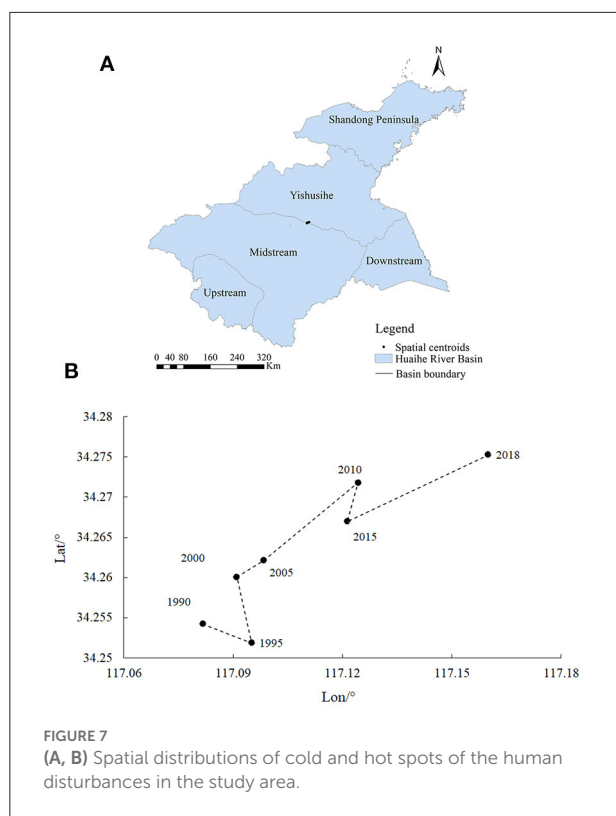 A
N
Shandong Peninsula
Yishusihe
Midstream
Downstream
Upstream
Legend
Spatial centroids
Huaihe River Basin
Basin boundary
0 40 80 160 240 320
Km
B
34.28
34.275
34.27
34.265
34.26
34.255
34.25
Lat/°
2018
2010
2015
2000
2005
1990
1995
117.06 117.09 117.12 117.15 117.18
Lon/°
FIGURE 7
(A, B) Spatial distributions of cold and hot spots of the human
disturbances in the study area.